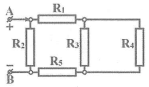 A R₁
+
R₂ R₃ R₄
−
B R₅